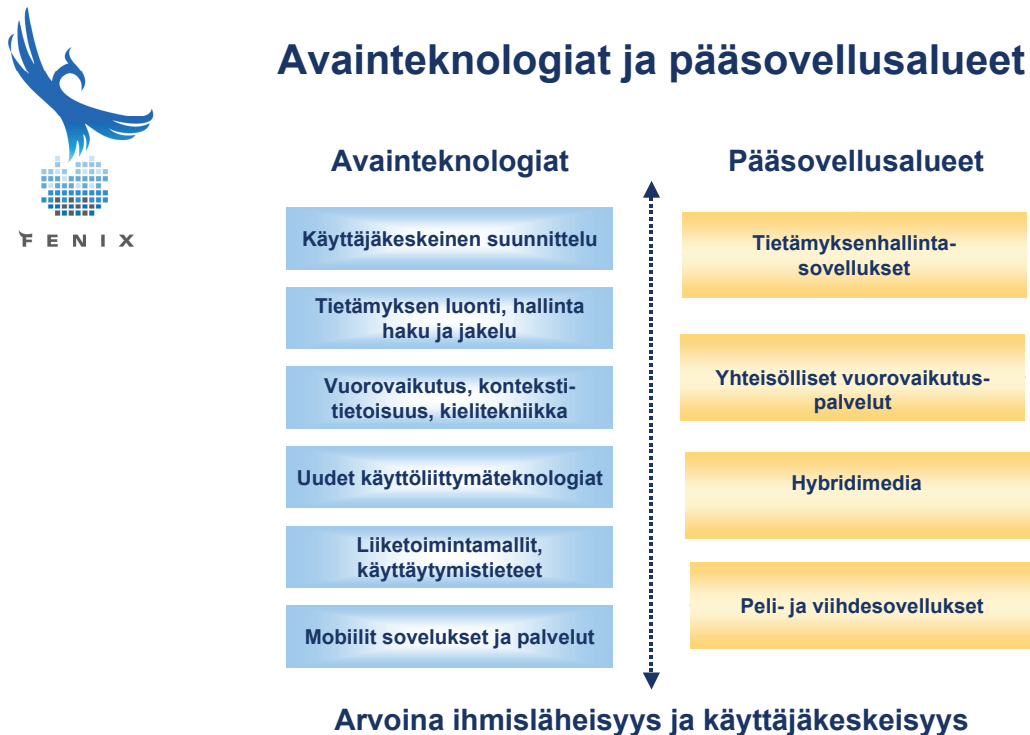 FENIX
Avainteknologiat ja pääsovellusalueet
Avainteknologiat
Käyttäjäkeskeinen suunnittelu
Tietämyksen luonti, hallinta
haku ja jakelu
Vuorovaikutus, konteksti-
tietoisuus, kielitekniikka
Uudet käyttöliittymäteknologiat
Liiketoimintamallit,
käyttäytymistieteet
Mobiilit sovelukset ja palvelut
Pääsovellusalueet
Tietämyksenhallinta-
sovellukset
Yhteisölliset vuorovaikutus-
palvelut
Hybridimedia
Peli- ja viihdesovellukset
Arvoina ihmisläheisyys ja käyttäjäkeskeisyys